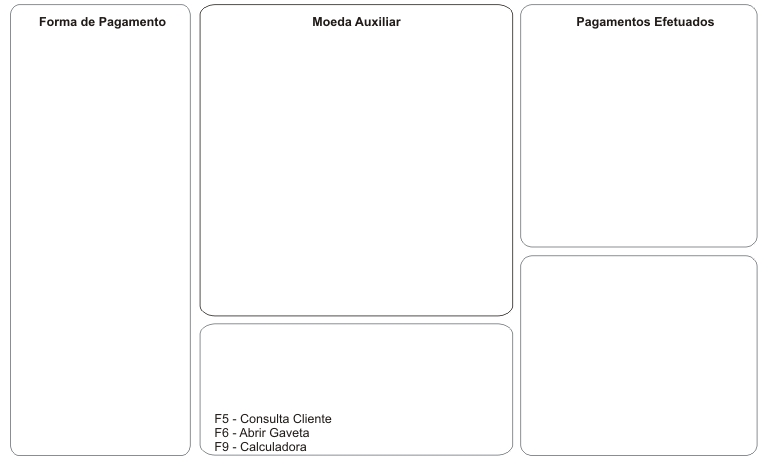 Forma de Pagamento
Moeda Auxiliar
Pagamentos Efetuados
F5 - Consulta Cliente
F6 - Abrir Gaveta
F9 - Calculadora